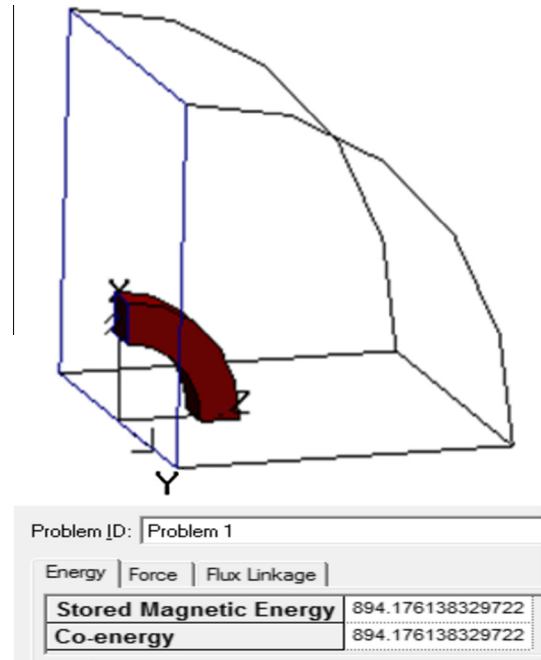 X
Z
Y
Problem ID: Problem 1
Energy Force Flux Linkage
Stored Magnetic Energy 894.176138329722
Co-energy 894.176138329722